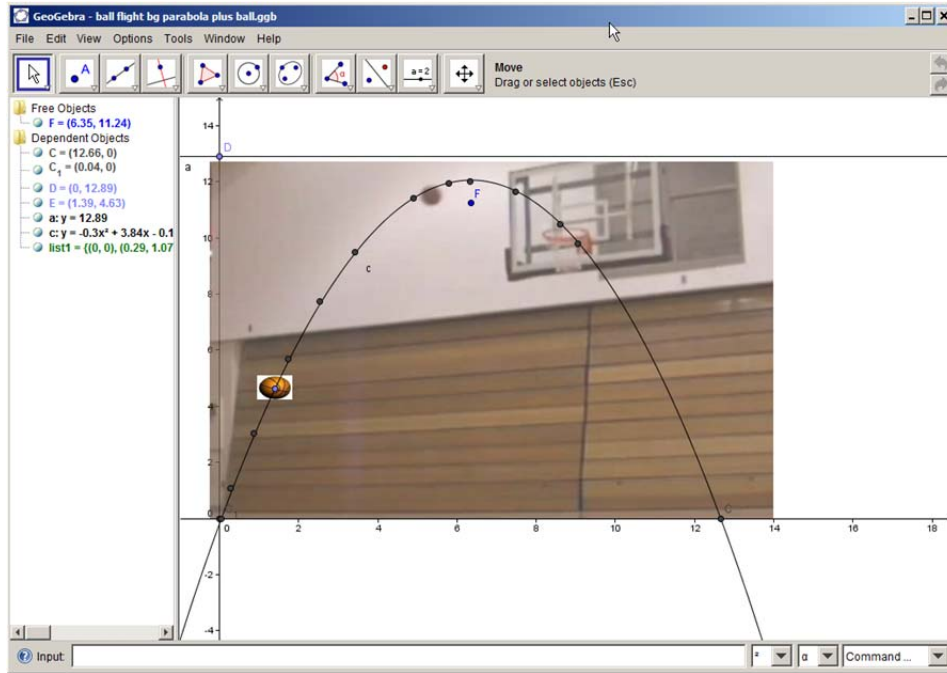 GeoGebra - ball flight bg parabola plus ball.ggb
File Edit View Options Tools Window Help
A
α
a = 2
Move
Drag or select objects (Esc)
Free Objects
F = (6.35, 11.24)
Dependent Objects
C = (12.66, 0)
C₁ = (0.04, 0)
D = (0, 12.89)
E = (1.39, 4.63)
a: y = 12.89
c: y = -0.3x² + 3.84x - 0.1
list1 = {(0, 0), (0.29, 1.07
14
D
a
12
F
10
c
8
6
4
2
0
0 2 4 6 8 10 12 14 16 18
C
-2
-4
Input:
² α Command ...